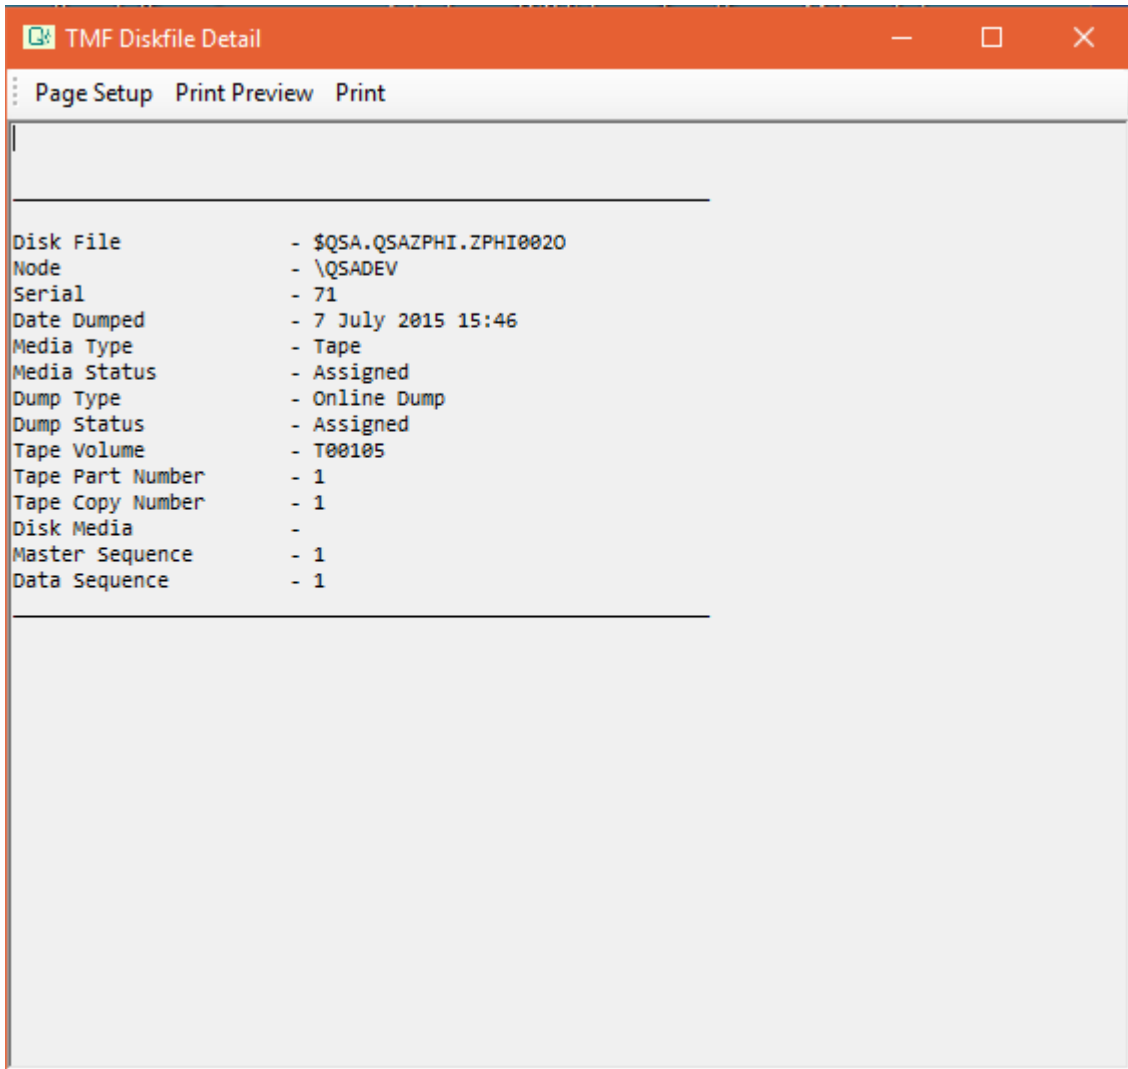 TMF Diskfile Detail
Page Setup Print Preview Print
Disk File - $QSA.QSAZPHI.ZPHI002O
Node - \QSADEV
Serial - 71
Date Dumped - 7 July 2015 15:46
Media Type - Tape
Media Status - Assigned
Dump Type - Online Dump
Dump Status - Assigned
Tape Volume - T00105
Tape Part Number - 1
Tape Copy Number - 1
Disk Media -
Master Sequence - 1
Data Sequence - 1